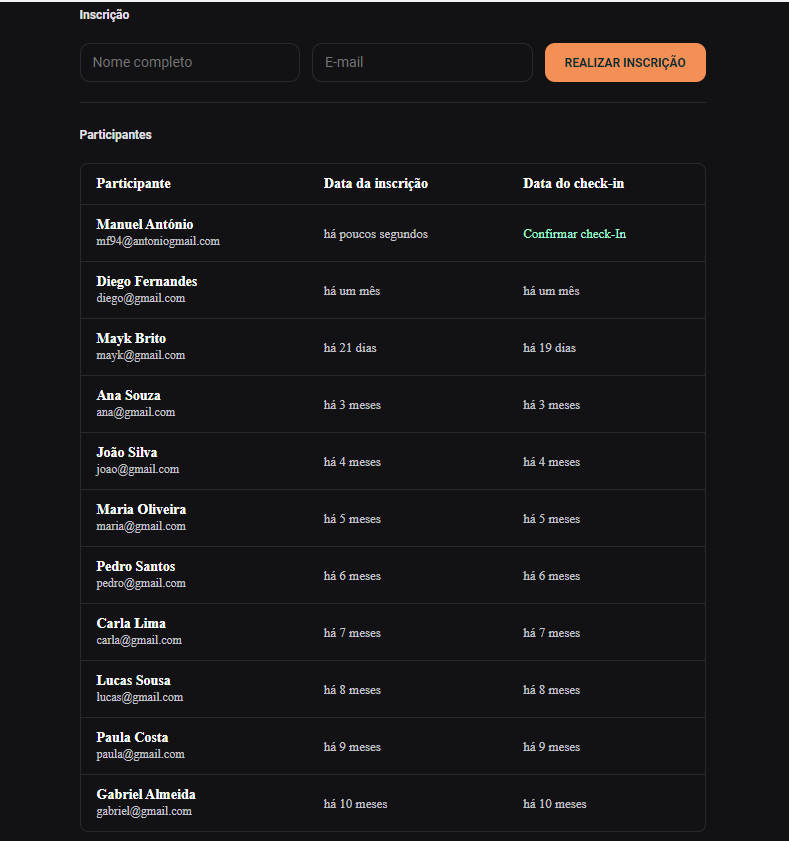 Inscrição
Nome completo E-mail REALIZAR INSCRIÇÃO
Participantes
Participante Data da inscrição Data do check-in
Manuel António
mf94@antoniogmail.com há poucos segundos Confirmar check-In
Diego Fernandes
diego@gmail.com há um mês há um mês
Mayk Brito
mayk@gmail.com há 21 dias há 19 dias
Ana Souza
ana@gmail.com há 3 meses há 3 meses
João Silva
joao@gmail.com há 4 meses há 4 meses
Maria Oliveira
maria@gmail.com há 5 meses há 5 meses
Pedro Santos
pedro@gmail.com há 6 meses há 6 meses
Carla Lima
carla@gmail.com há 7 meses há 7 meses
Lucas Sousa
lucas@gmail.com há 8 meses há 8 meses
Paula Costa
paula@gmail.com há 9 meses há 9 meses
Gabriel Almeida
gabriel@gmail.com há 10 meses há 10 meses